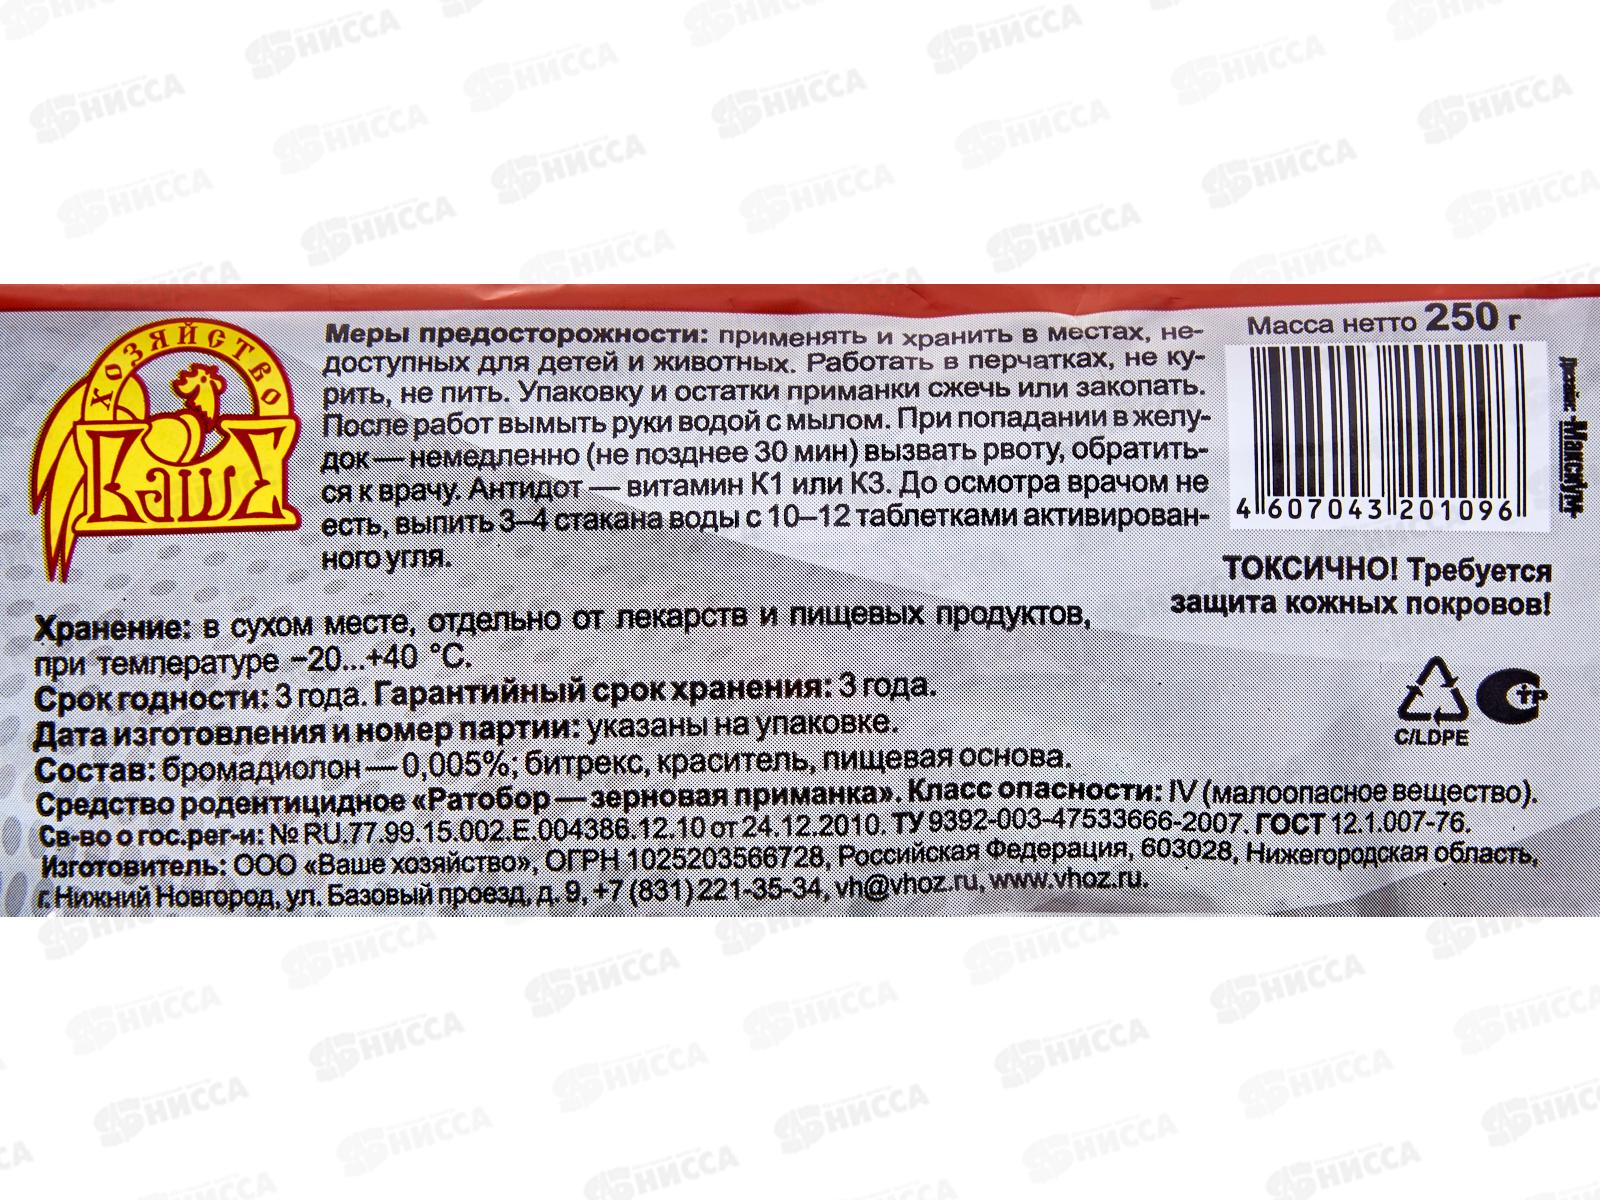 ХОЗЯЙСТВО
ВАШЕ
Меры предосторожности: применять и хранить в местах, не-
доступных для детей и животных. Работать в перчатках, не ку-
рить, не пить. Упаковку и остатки приманки сжечь или закопать.
После работ вымыть руки водой с мылом. При попадании в желу-
док — немедленно (не позднее 30 мин) вызвать рвоту, обратить-
ся к врачу. Антидот — витамин К1 или К3. До осмотра врачом не
есть, выпить 3–4 стакана воды с 10–12 таблетками активирован-
ного угля.
Масса нетто 250 г
4 607043 201096
дизайн: Максимум
ТОКСИЧНО! Требуется
защита кожных покровов!
Хранение: в сухом месте, отдельно от лекарств и пищевых продуктов,
при температуре −20...+40 °С.
Срок годности: 3 года. Гарантийный срок хранения: 3 года.
Дата изготовления и номер партии: указаны на упаковке.
Состав: бромадиолон — 0,005%; битрекс, краситель, пищевая основа.
C/LDPE
Средство родентицидное «Ратобор — зерновая приманка». Класс опасности: IV (малоопасное вещество).
Св-во о гос.рег-и: № RU.77.99.15.002.Е.004386.12.10 от 24.12.2010. ТУ 9392-003-47533666-2007. ГОСТ 12.1.007-76.
Изготовитель: ООО «Ваше хозяйство», ОГРН 1025203566728, Российская Федерация, 603028, Нижегородская область,
г. Нижний Новгород, ул. Базовый проезд, д. 9, +7 (831) 221-35-34, vh@vhoz.ru, www.vhoz.ru.